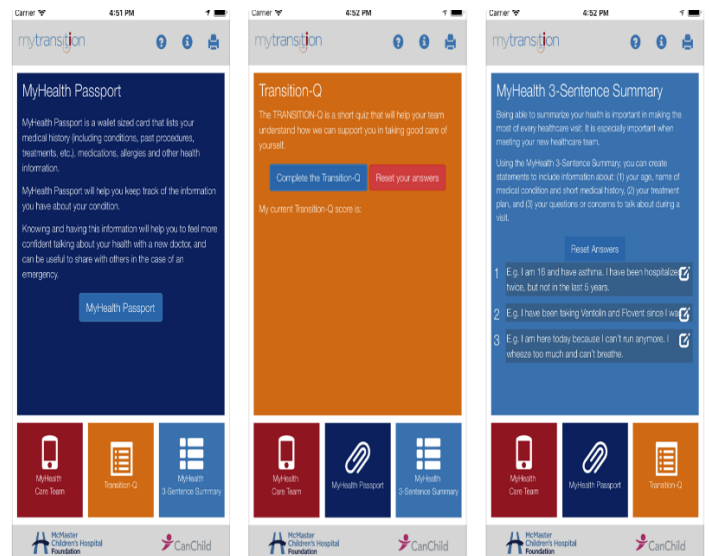 Carrier 4:51 PM
mytransition
MyHealth Passport
MyHealth Passport is a wallet sized card that lists your
medical history (including conditions, past procedures,
treatments, etc.), medications, allergies and other health
information.
MyHealth Passport will help you keep track of the information
you have about your condition.
Knowing and having this information will help you to feel more
confident talking about your health with a new doctor, and
can be useful to share with others in the case of an
emergency.
MyHealth Passport
MyHealth
Care Team
Transition-Q
MyHealth
3-Sentence Summary
McMaster
Children's Hospital
Foundation
CanChild
Carrier 4:52 PM
mytransition
Transition-Q
The TRANSITION-Q is a short quiz that will help your team
understand how we can support you in taking good care of
yourself.
Complete the Transition-Q
Reset your answers
My current Transition-Q score is:
MyHealth
Care Team
MyHealth Passport
MyHealth
3-Sentence Summary
McMaster
Children's Hospital
Foundation
CanChild
Carrier 4:52 PM
mytransition
MyHealth 3-Sentence Summary
Being able to summarize your health is important in making the
most of every healthcare visit. It is especially important when
meeting your new healthcare team.
Using the MyHealth 3-Sentence Summary, you can create
statements to include information about: (1) your age, name of
medical condition and short medical history, (2) your treatment
plan, and (3) your questions or concerns to talk about during a
visit.
Reset Answers
1 E.g. I am 16 and have asthma. I have been hospitalize
twice, but not in the last 5 years.
2 E.g. I have been taking Ventolin and Flovent since I wa
3 E.g. I am here today because I can't run anymore. I
wheeze too much and can't breathe.
MyHealth
Care Team
MyHealth Passport
Transition-Q
McMaster
Children's Hospital
Foundation
CanChild